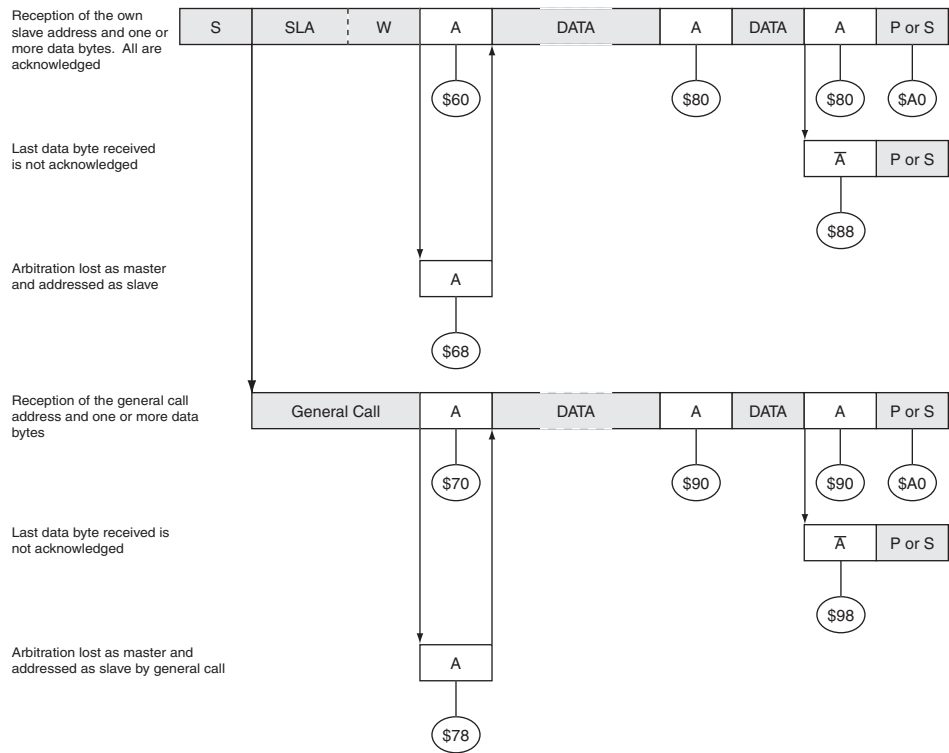 Reception of the own
slave address and one or
more data bytes. All are
acknowledged
S SLA W A DATA A DATA A P or S
$60 $80 $80 $A0
Last data byte received
is not acknowledged
A̅ P or S
$88
Arbitration lost as master
and addressed as slave
A
$68
Reception of the general call
address and one or more data
bytes
General Call A DATA A DATA A P or S
$70 $90 $90 $A0
Last data byte received is
not acknowledged
A̅ P or S
$98
Arbitration lost as master and
addressed as slave by general call
A
$78